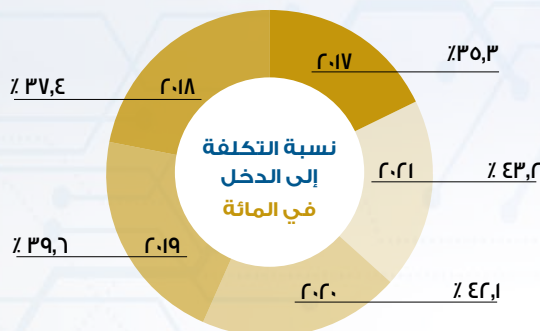 ٢٠١٧ ٣٥,٣٪
٢٠١٨ ٣٧,٤ ٪
نسبة التكلفة
إلى الدخل
في المائة
٢٠٢١ ٤٣,٢ ٪
٢٠١٩ ٣٩,٦ ٪
٢٠٢٠ ٤٢,١ ٪